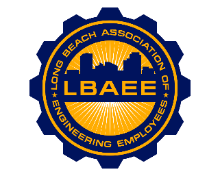 LONG BEACH ASSOCIATION OF
LBAEE
ENGINEERING EMPLOYEES